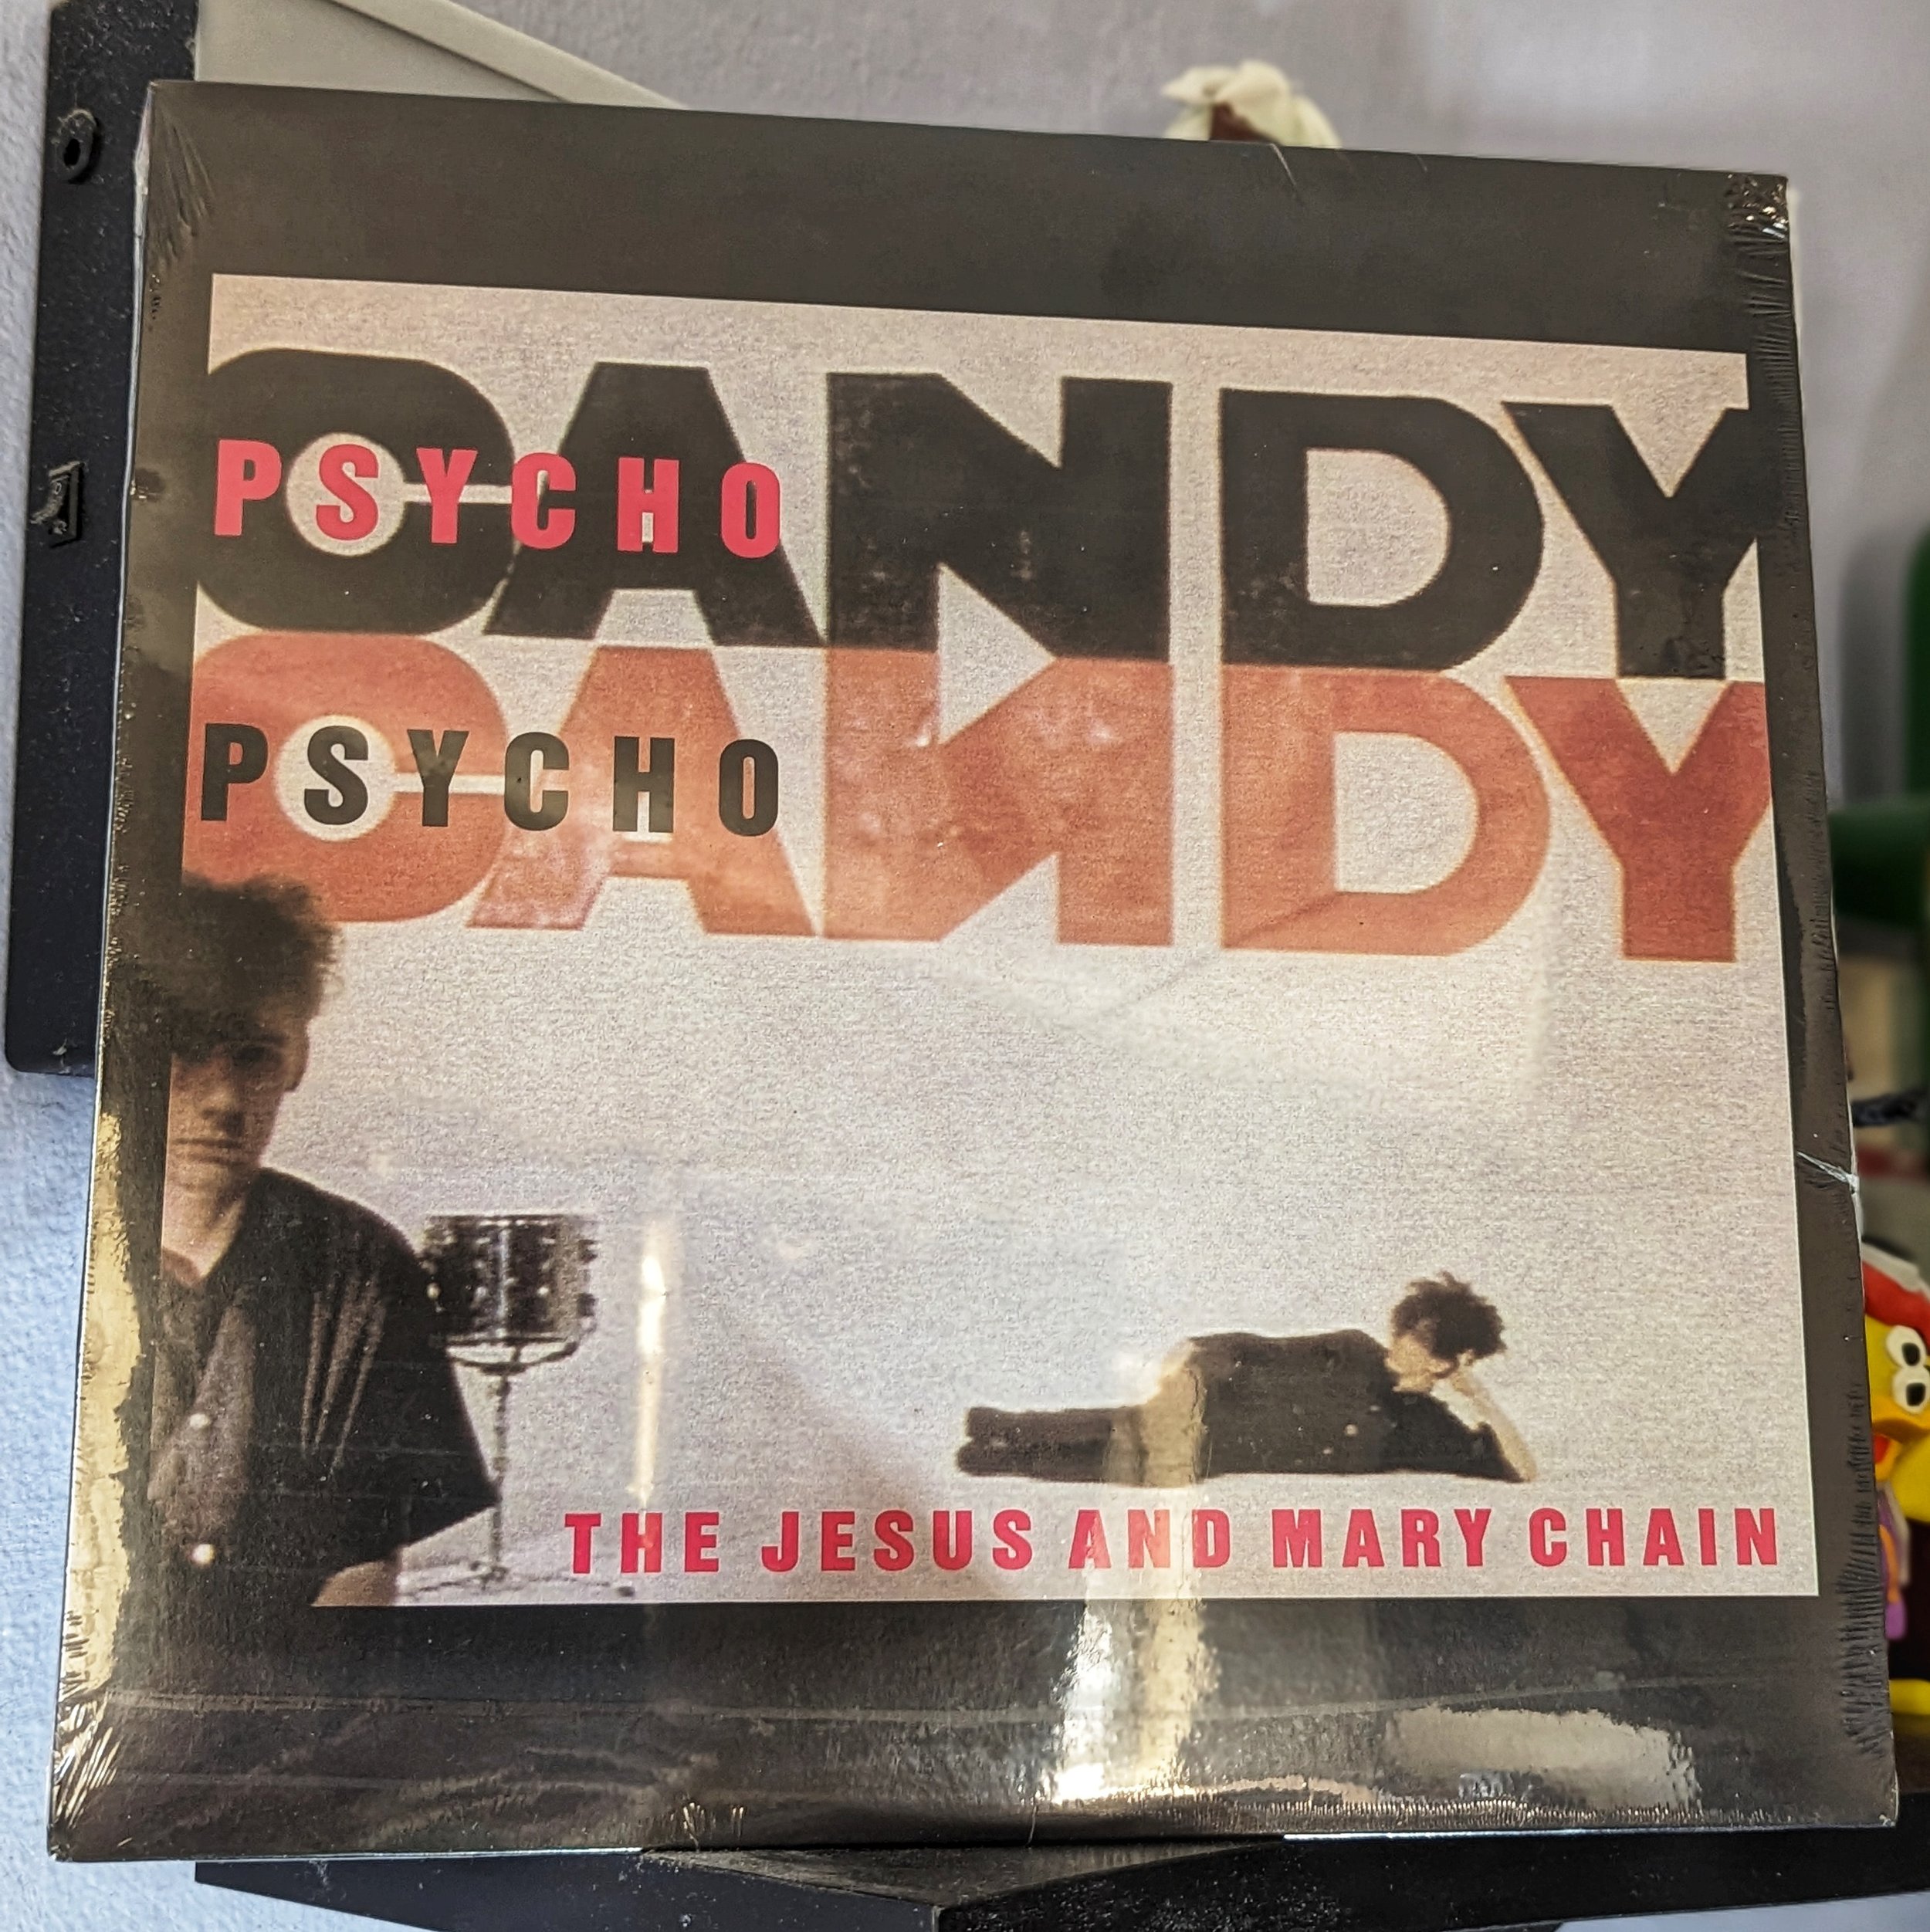 CANDY
PSYCHO
CANDY
PSYCHO
THE JESUS AND MARY CHAIN